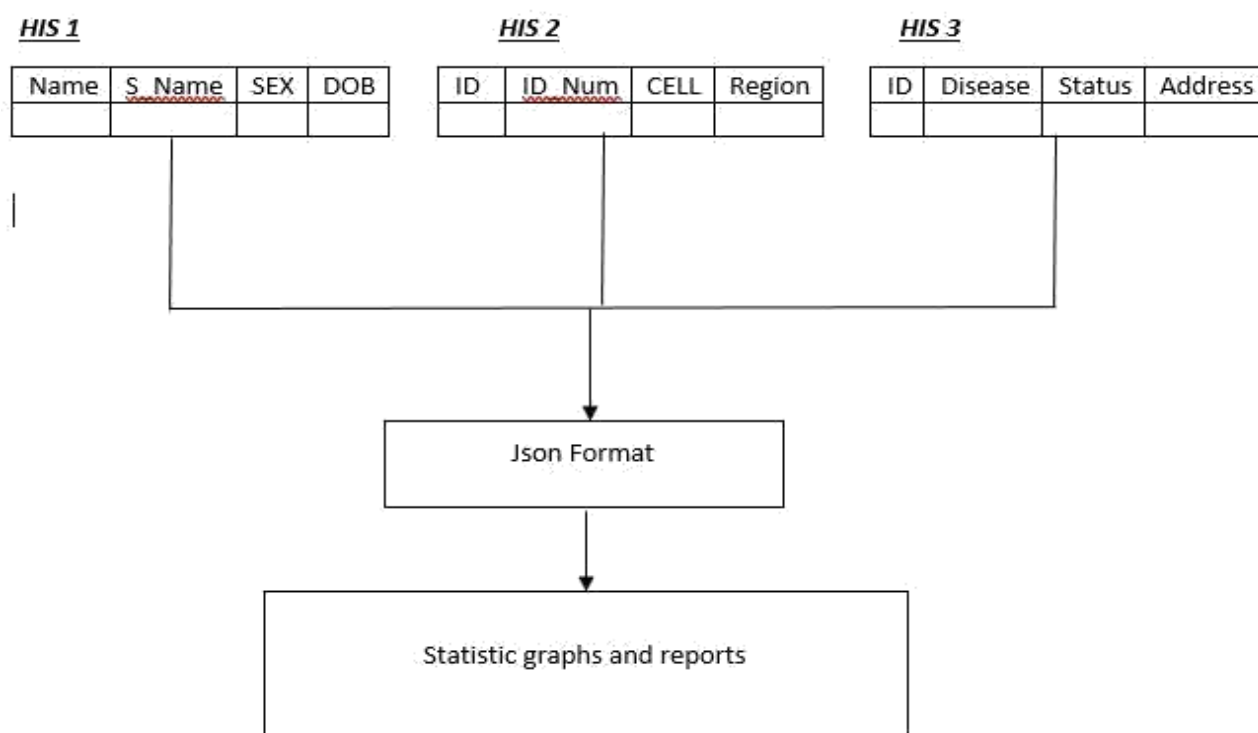 HIS 1 HIS 2 HIS 3
Name S_Name SEX DOB ID ID_Num CELL Region ID Disease Status Address
Json Format
Statistic graphs and reports